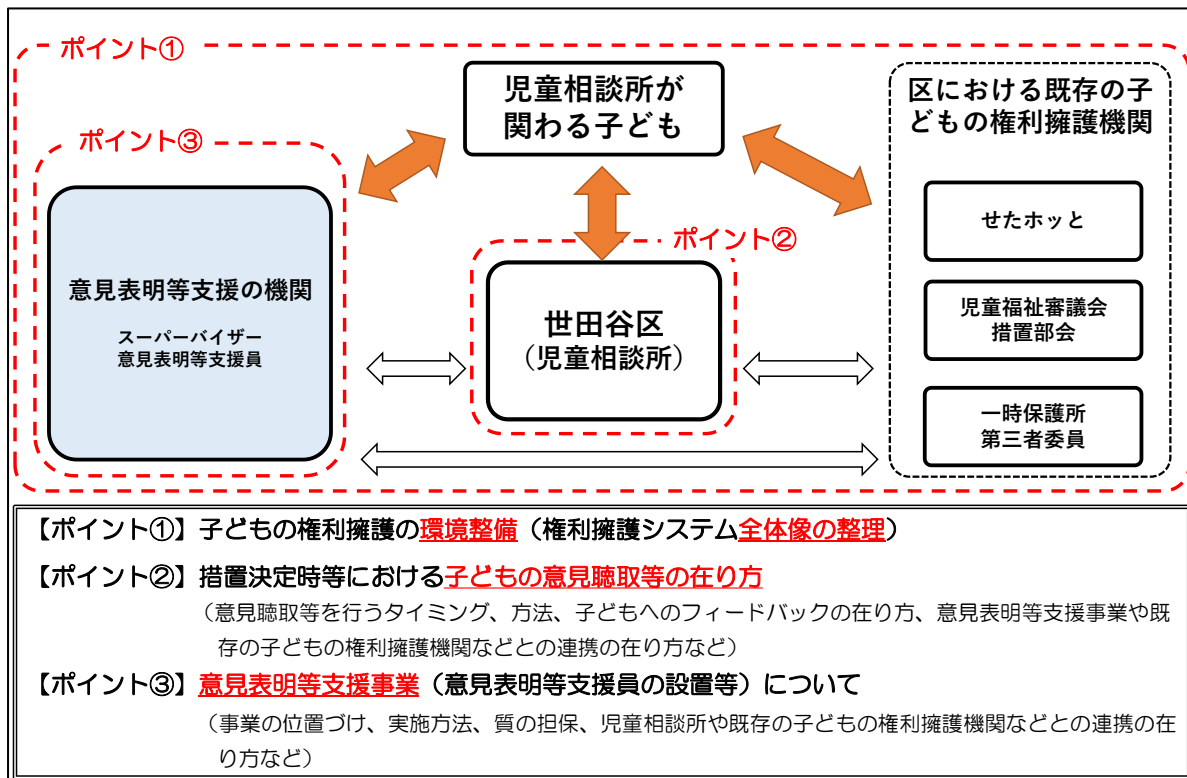 ポイント①
児童相談所が
関わる子ども
区における既存の子
どもの権利擁護機関
ポイント③
意見表明等支援の機関
スーパーバイザー
意見表明等支援員
ポイント②
世田谷区
（児童相談所）
せたホッと
児童福祉審議会
措置部会
一時保護所
第三者委員
【ポイント①】子どもの権利擁護の環境整備（権利擁護システム全体像の整理）
【ポイント②】措置決定時等における子どもの意見聴取等の在り方
（意見聴取等を行うタイミング、方法、子どもへのフィードバックの在り方、意見表明等支援事業や既
存の子どもの権利擁護機関などとの連携の在り方など）
【ポイント③】意見表明等支援事業（意見表明等支援員の設置等）について
（事業の位置づけ、実施方法、質の担保、児童相談所や既存の子どもの権利擁護機関などとの連携の在
り方など）